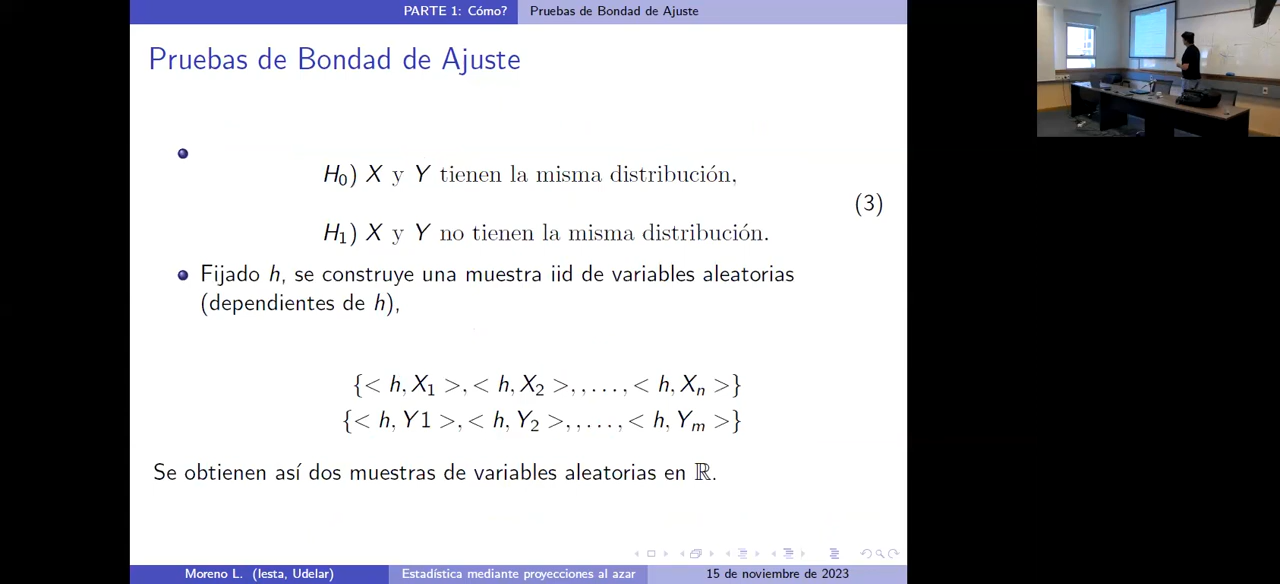 PARTE 1: Cómo? Pruebas de Bondad de Ajuste
Pruebas de Bondad de Ajuste
H₀) X y Y tienen la misma distribución,
(3)
H₁) X y Y no tienen la misma distribución.
Fijado h, se construye una muestra iid de variables aleatorias
(dependientes de h),
{< h, X₁ >, < h, X₂ >, , . . . , < h, Xₙ >}
{< h, Y1 >, < h, Y₂ >, , . . . , < h, Yₘ >}
Se obtienen así dos muestras de variables aleatorias en ℝ.
Moreno L. (Iesta, Udelar) Estadística mediante proyecciones al azar 15 de noviembre de 2023